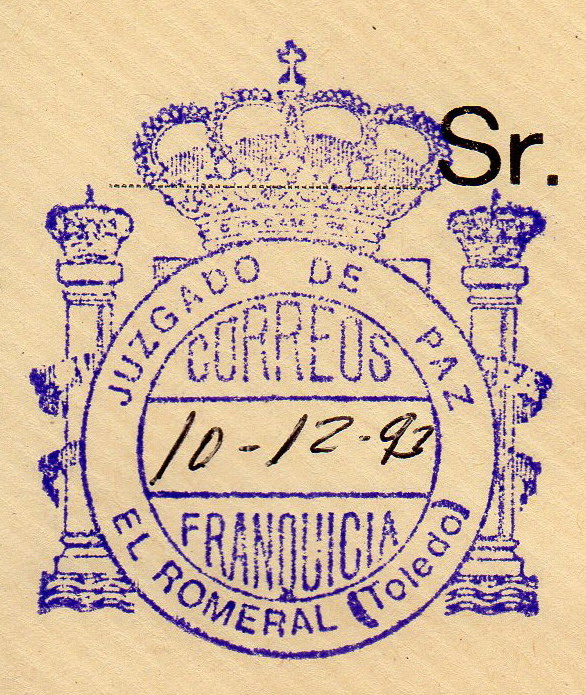 Sr.
JUZGADO DE PAZ
CORREOS
10-12-93
FRANQUICIA
EL ROMERAL (Toledo)